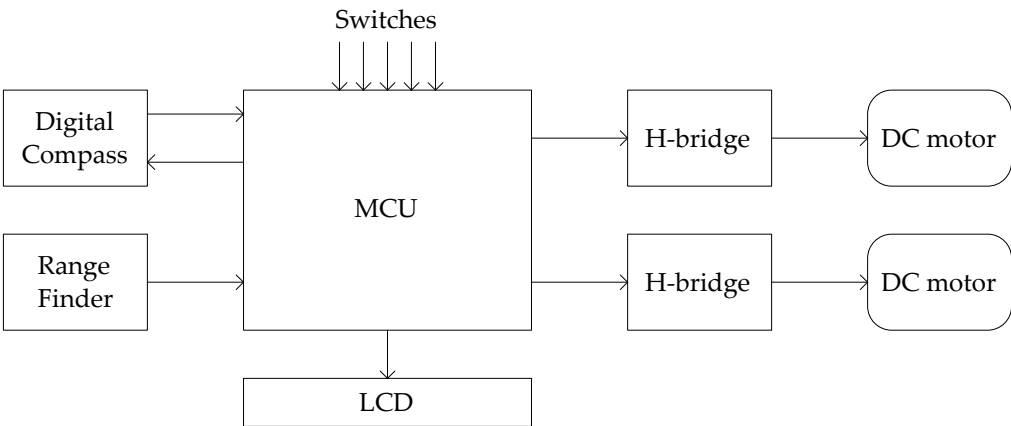 Switches
Digital
Compass
MCU
H-bridge
DC motor
Range
Finder
H-bridge
DC motor
LCD